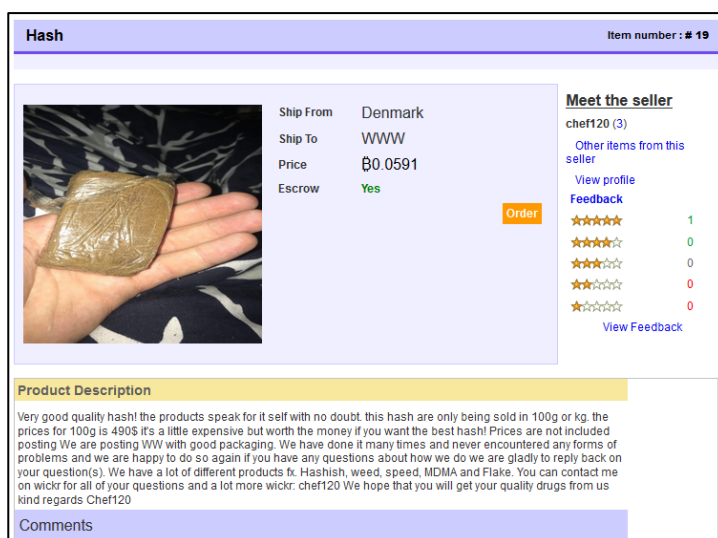 Hash
Item number : # 19
Ship From Denmark
Ship To WWW
Price ฿0.0591
Escrow Yes
Order
Meet the seller
chef120 (3)
Other items from this
seller
View profile
Feedback
1
0
0
0
0
View Feedback
Product Description
Very good quality hash! the products speak for it self with no doubt. this hash are only being sold in 100g or kg. the
prices for 100g is 490$ it's a little expensive but worth the money if you want the best hash! Prices are not included
posting We are posting WW with good packaging. We have done it many times and never encountered any forms of
problems and we are happy to do so again if you have any questions about how we do we are gladly to reply back on
your question(s). We have a lot of different products fx. Hashish, weed, speed, MDMA and Flake. You can contact me
on wickr for all of your questions and a lot more wickr: chef120 We hope that you will get your quality drugs from us
kind regards Chef120
Comments